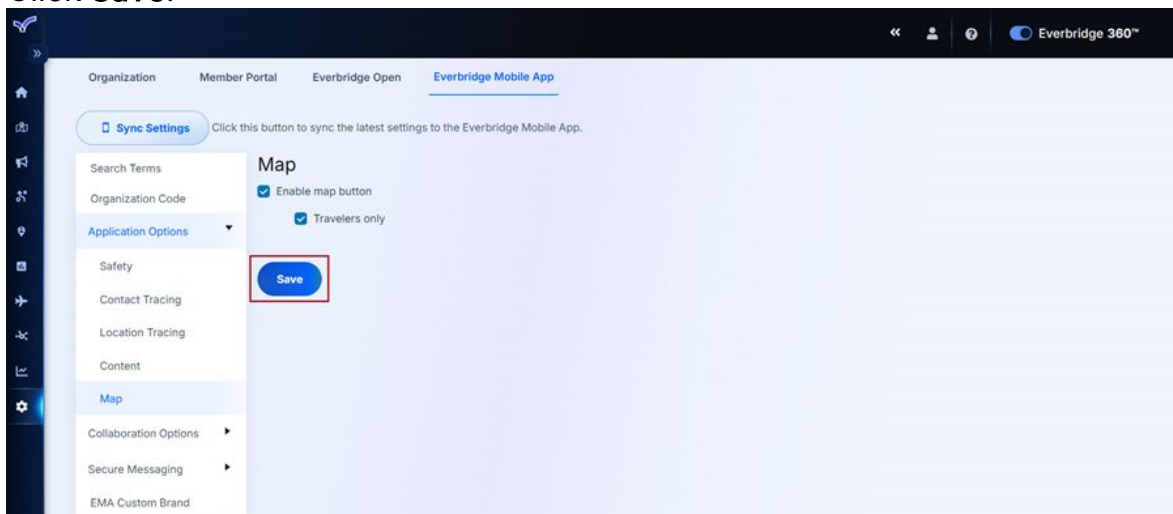 Click Save.
Everbridge 360™
Organization Member Portal Everbridge Open Everbridge Mobile App
Sync Settings Click this button to sync the latest settings to the Everbridge Mobile App.
Search Terms
Organization Code
Application Options
Safety
Contact Tracing
Location Tracing
Content
Map
Collaboration Options
Secure Messaging
EMA Custom Brand
Map
Enable map button
Travelers only
Save